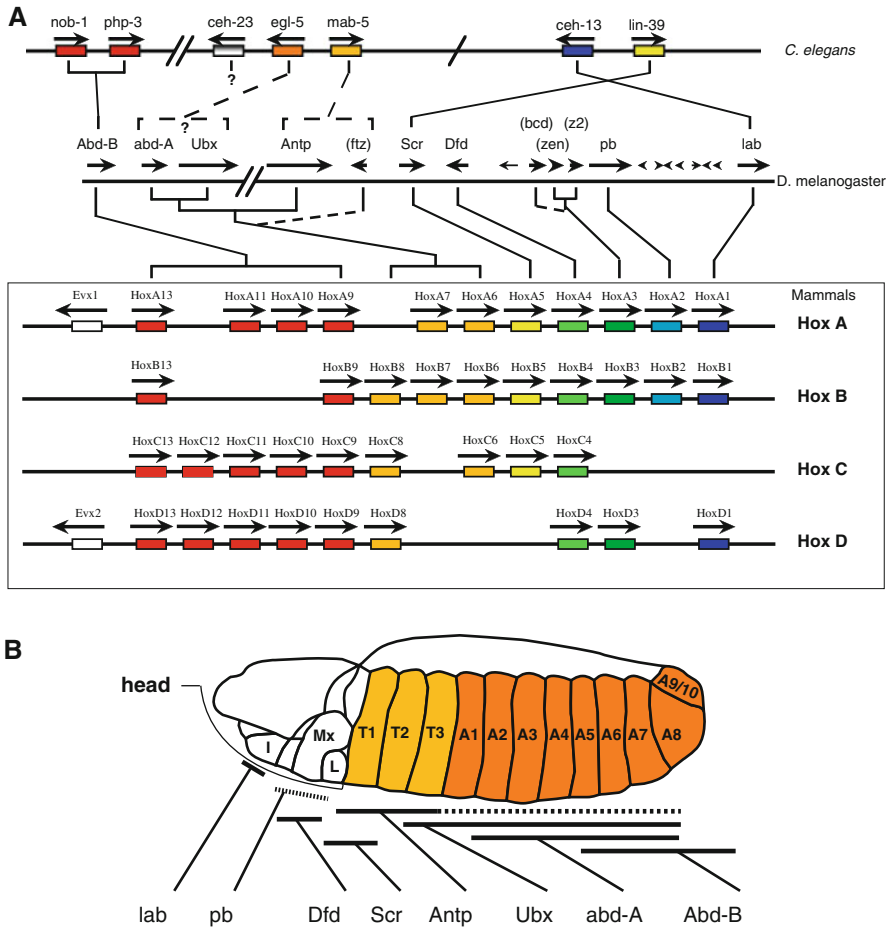 A
nob-1 php-3 ceh-23 egl-5 mab-5 ceh-13 lin-39
C. elegans
?
?
(bcd) (z2)
Abd-B abd-A Ubx Antp (ftz) Scr Dfd (zen) pb lab
D. melanogaster
Mammals
Evx1 HoxA13 HoxA11 HoxA10 HoxA9 HoxA7 HoxA6 HoxA5 HoxA4 HoxA3 HoxA2 HoxA1
Hox A
HoxB13 HoxB9 HoxB8 HoxB7 HoxB6 HoxB5 HoxB4 HoxB3 HoxB2 HoxB1
Hox B
HoxC13 HoxC12 HoxC11 HoxC10 HoxC9 HoxC8 HoxC6 HoxC5 HoxC4
Hox C
Evx2 HoxD13 HoxD12 HoxD11 HoxD10 HoxD9 HoxD8 HoxD4 HoxD3 HoxD1
Hox D
B
head
A9/10
I Mx L T1 T2 T3 A1 A2 A3 A4 A5 A6 A7 A8
lab pb Dfd Scr Antp Ubx abd-A Abd-B